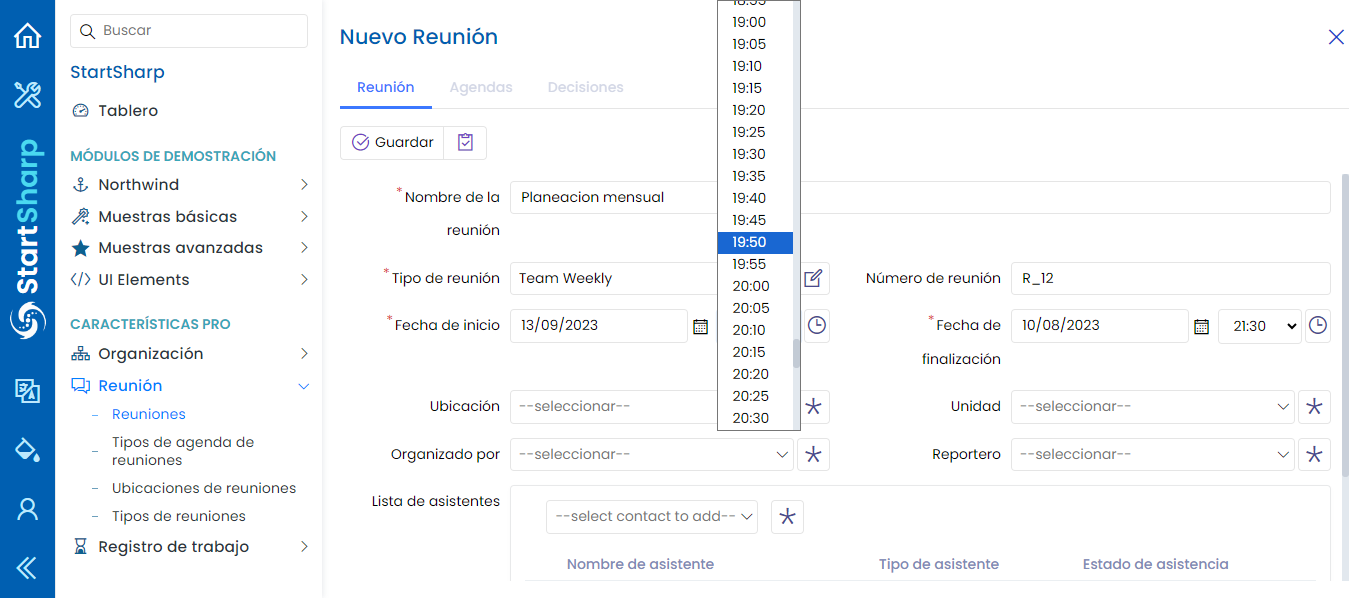 Buscar
StartSharp
Tablero
MÓDULOS DE DEMOSTRACIÓN
Northwind
Muestras básicas
Muestras avanzadas
UI Elements
CARACTERÍSTICAS PRO
Organización
Reunión
Reuniones
Tipos de agenda de
reuniones
Ubicaciones de reuniones
Tipos de reuniones
Registro de trabajo
StartSharp
Nuevo Reunión
Reunión Agendas Decisiones
Guardar
*Nombre de la
reunión
Planeacion mensual
*Tipo de reunión Team Weekly
Número de reunión R_12
*Fecha de inicio 13/09/2023
*Fecha de
finalización
10/08/2023 21:30
Ubicación --seleccionar--
Unidad --seleccionar--
Organizado por --seleccionar--
Reportero --seleccionar--
Lista de asistentes
--select contact to add--
Nombre de asistente Tipo de asistente Estado de asistencia
18:55
19:00
19:05
19:10
19:15
19:20
19:25
19:30
19:35
19:40
19:45
19:50
19:55
20:00
20:05
20:10
20:15
20:20
20:25
20:30